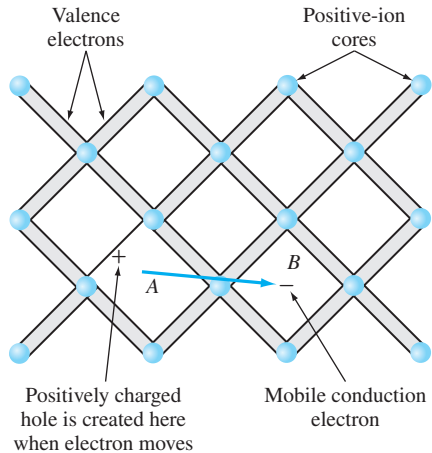 Valence
electrons
Positive-ion
cores
+
A
B
−
Positively charged
hole is created here
when electron moves
Mobile conduction
electron